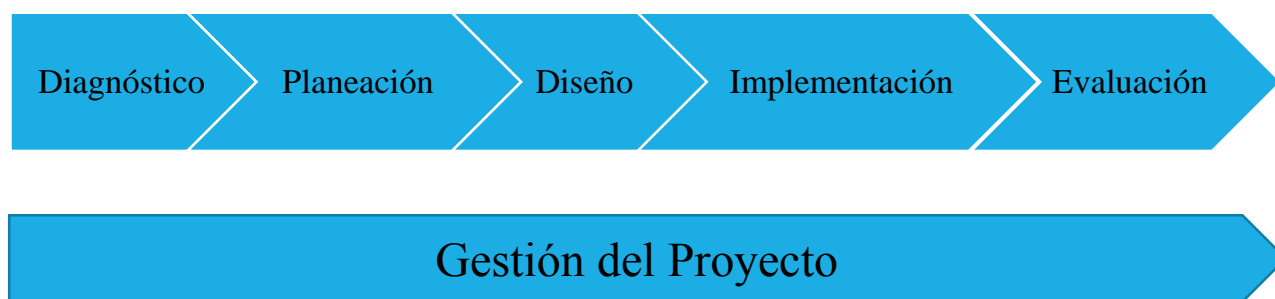 Diagnóstico Planeación Diseño Implementación Evaluación
Gestión del Proyecto